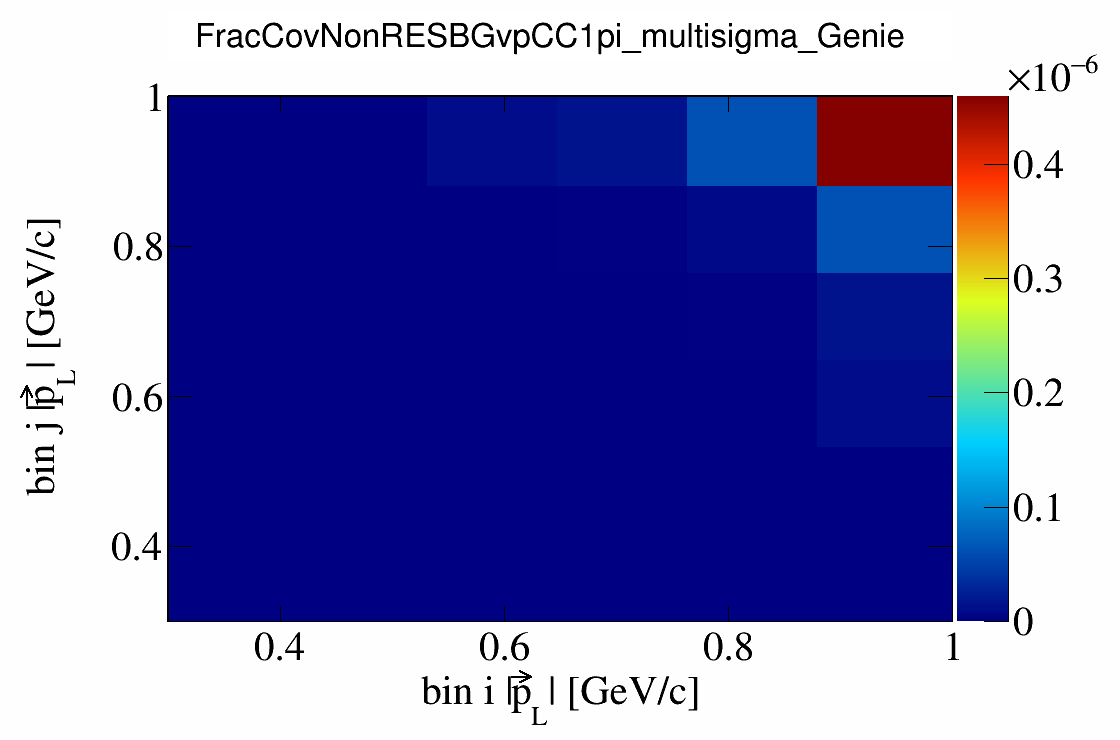 FracCovNonRESBGvpCC1pi_multisigma_Genie
×10⁻⁶
1
0.8
0.6
0.4
bin j |p⃗_L| [GeV/c]
0.4
0.3
0.2
0.1
0
0.4 0.6 0.8 1
bin i |p⃗_L| [GeV/c]